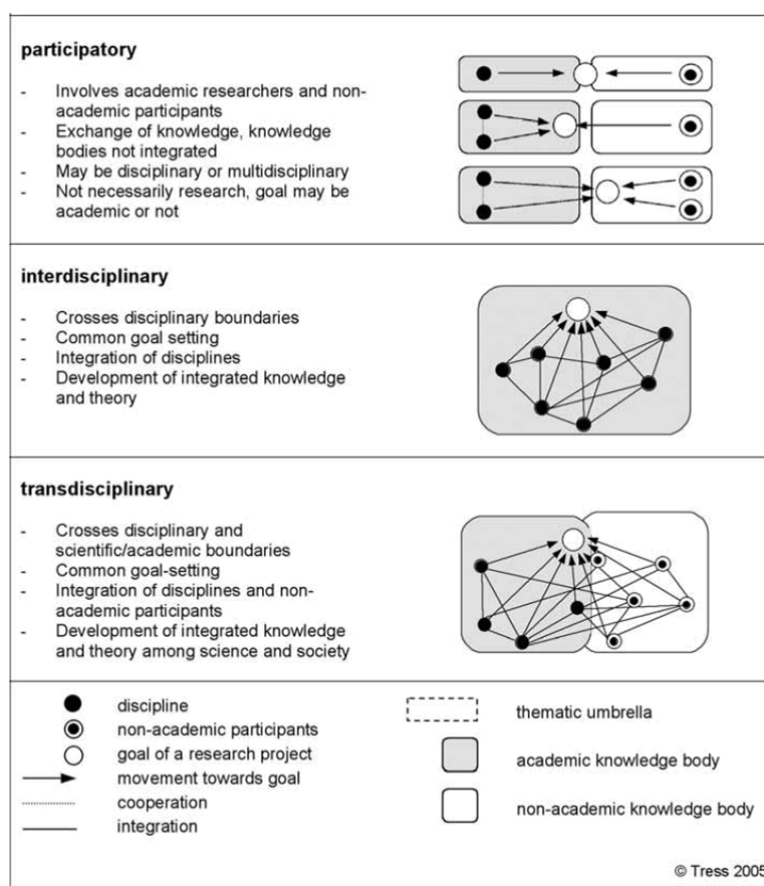 participatory
- Involves academic researchers and non-
academic participants
- Exchange of knowledge, knowledge
bodies not integrated
- May be disciplinary or multidisciplinary
- Not necessarily research, goal may be
academic or not
interdisciplinary
- Crosses disciplinary boundaries
- Common goal setting
- Integration of disciplines
- Development of integrated knowledge
and theory
transdisciplinary
- Crosses disciplinary and
scientific/academic boundaries
- Common goal-setting
- Integration of disciplines and non-
academic participants
- Development of integrated knowledge
and theory among science and society
discipline
non-academic participants
goal of a research project
movement towards goal
cooperation
integration
thematic umbrella
academic knowledge body
non-academic knowledge body
© Tress 2005